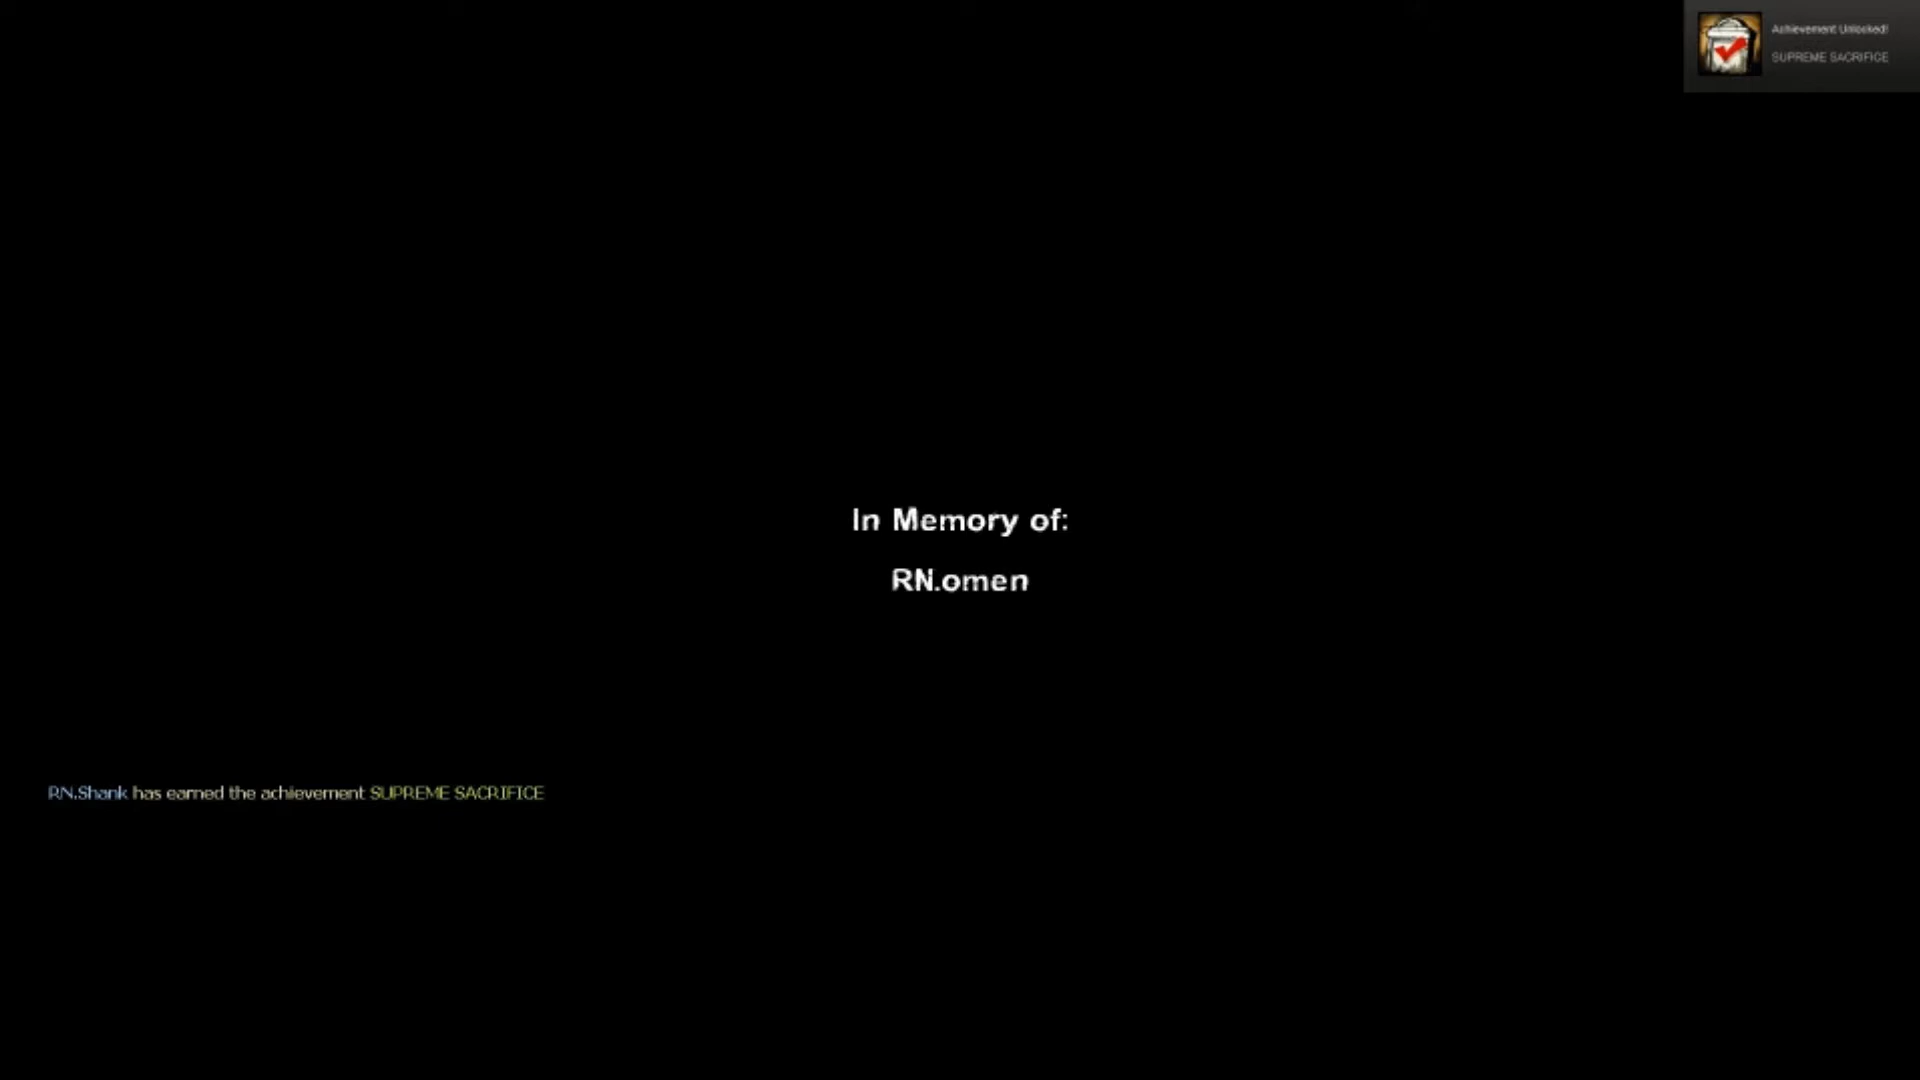 Achievement Unlocked!
SUPREME SACRIFICE
In Memory of:
RN.omen
RN.Shank has earned the achievement SUPREME SACRIFICE